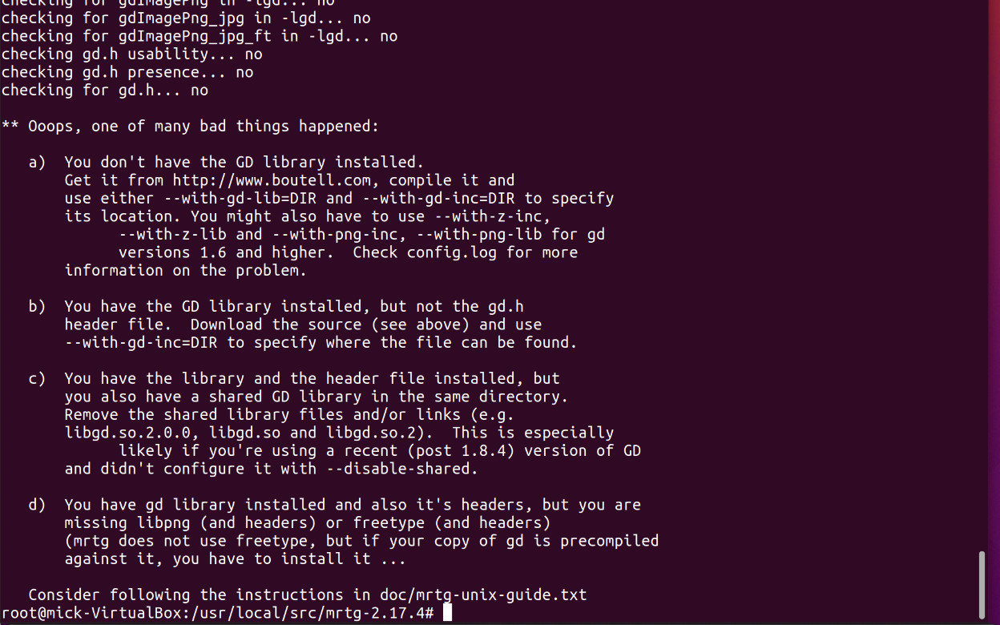 checking for gdImagePng in -lgd... no
checking for gdImagePng_jpg in -lgd... no
checking for gdImagePng_jpg_ft in -lgd... no
checking gd.h usability... no
checking gd.h presence... no
checking for gd.h... no
** Ooops, one of many bad things happened:
a) You don't have the GD library installed.
Get it from http://www.boutell.com, compile it and
use either --with-gd-lib=DIR and --with-gd-inc=DIR to specify
its location. You might also have to use --with-z-inc,
--with-z-lib and --with-png-inc, --with-png-lib for gd
versions 1.6 and higher. Check config.log for more
information on the problem.
b) You have the GD library installed, but not the gd.h
header file. Download the source (see above) and use
--with-gd-inc=DIR to specify where the file can be found.
c) You have the library and the header file installed, but
you also have a shared GD library in the same directory.
Remove the shared library files and/or links (e.g.
libgd.so.2.0.0, libgd.so and libgd.so.2). This is especially
likely if you're using a recent (post 1.8.4) version of GD
and didn't configure it with --disable-shared.
d) You have gd library installed and also it's headers, but you are
missing libpng (and headers) or freetype (and headers)
(mrtg does not use freetype, but if your copy of gd is precompiled
against it, you have to install it ...
Consider following the instructions in doc/mrtg-unix-guide.txt
root@mick-VirtualBox:/usr/local/src/mrtg-2.17.4#